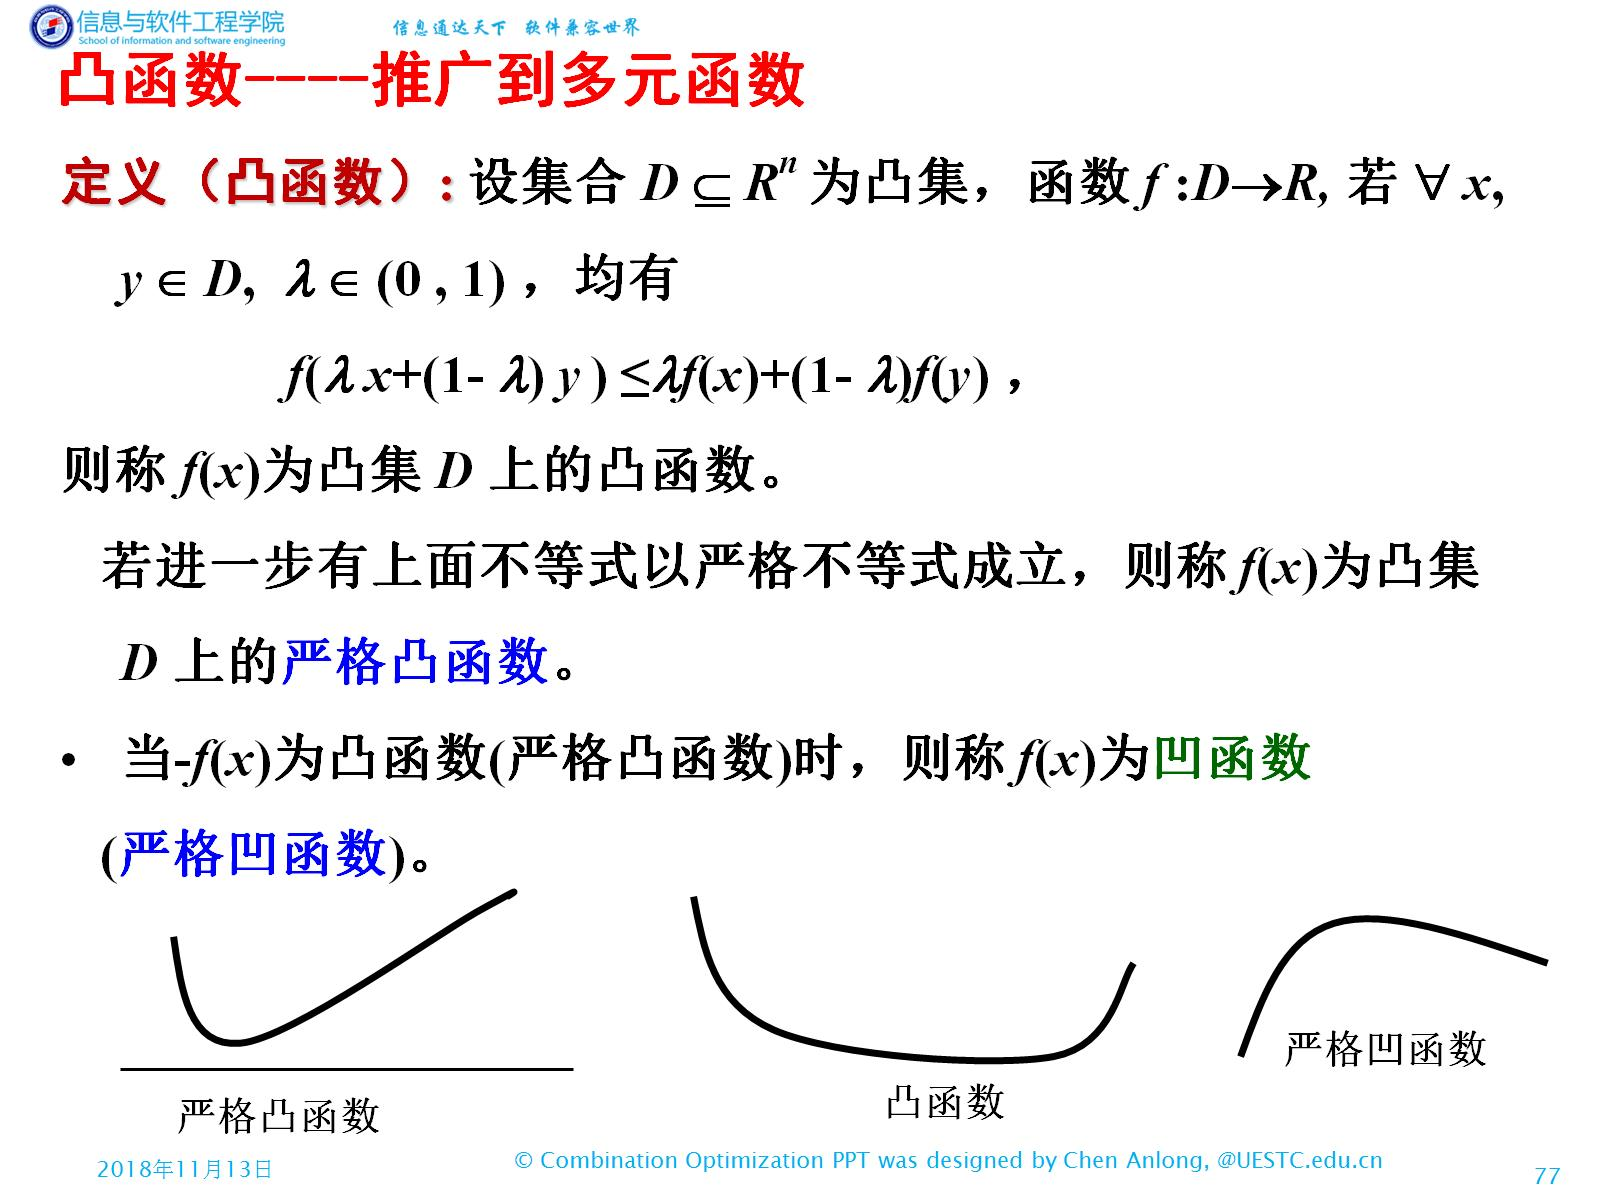 信息与软件工程学院
School of information and software engineering
信息通达天下 软件兼容世界
凸函数----推广到多元函数
定义（凸函数）: 设集合 D ⊆ Rⁿ 为凸集，函数 f :D→R, 若 ∀ x,
y ∈ D, λ ∈ (0 , 1) ，均有
f(λ x+(1- λ) y ) ≤λf(x)+(1- λ)f(y) ，
则称 f(x)为凸集 D 上的凸函数。
若进一步有上面不等式以严格不等式成立，则称 f(x)为凸集
D 上的严格凸函数。
• 当-f(x)为凸函数(严格凸函数)时，则称 f(x)为凹函数
(严格凹函数)。
严格凹函数
凸函数
严格凸函数
2018年11月13日
© Combination Optimization PPT was designed by Chen Anlong, @UESTC.edu.cn
77